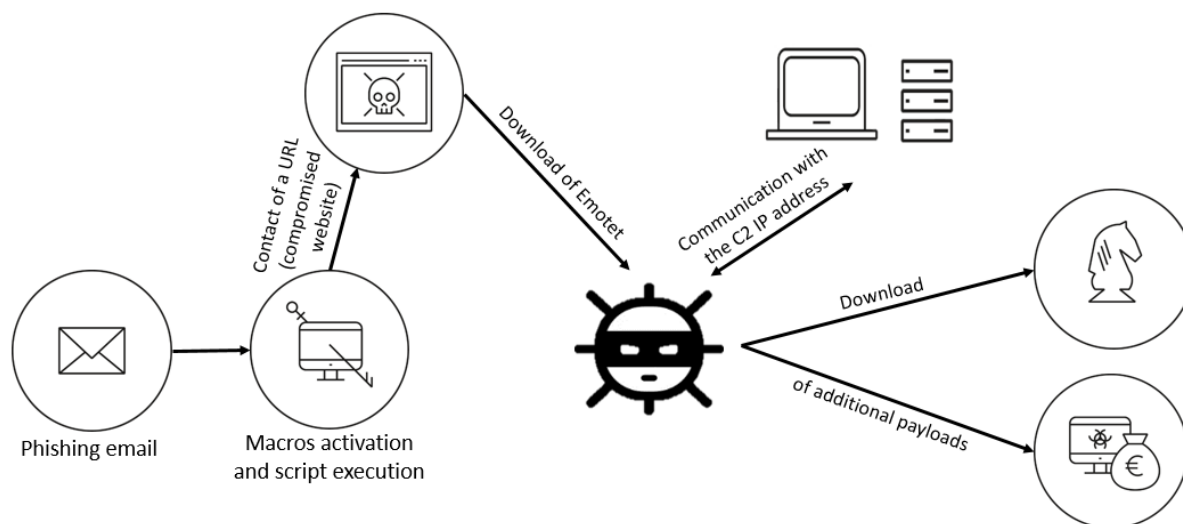 Phishing email
Macros activation
and script execution
Contact of a URL
(compromised
website)
Download of Emotet
Communication with
the C2 IP address
Download
of additional payloads
€